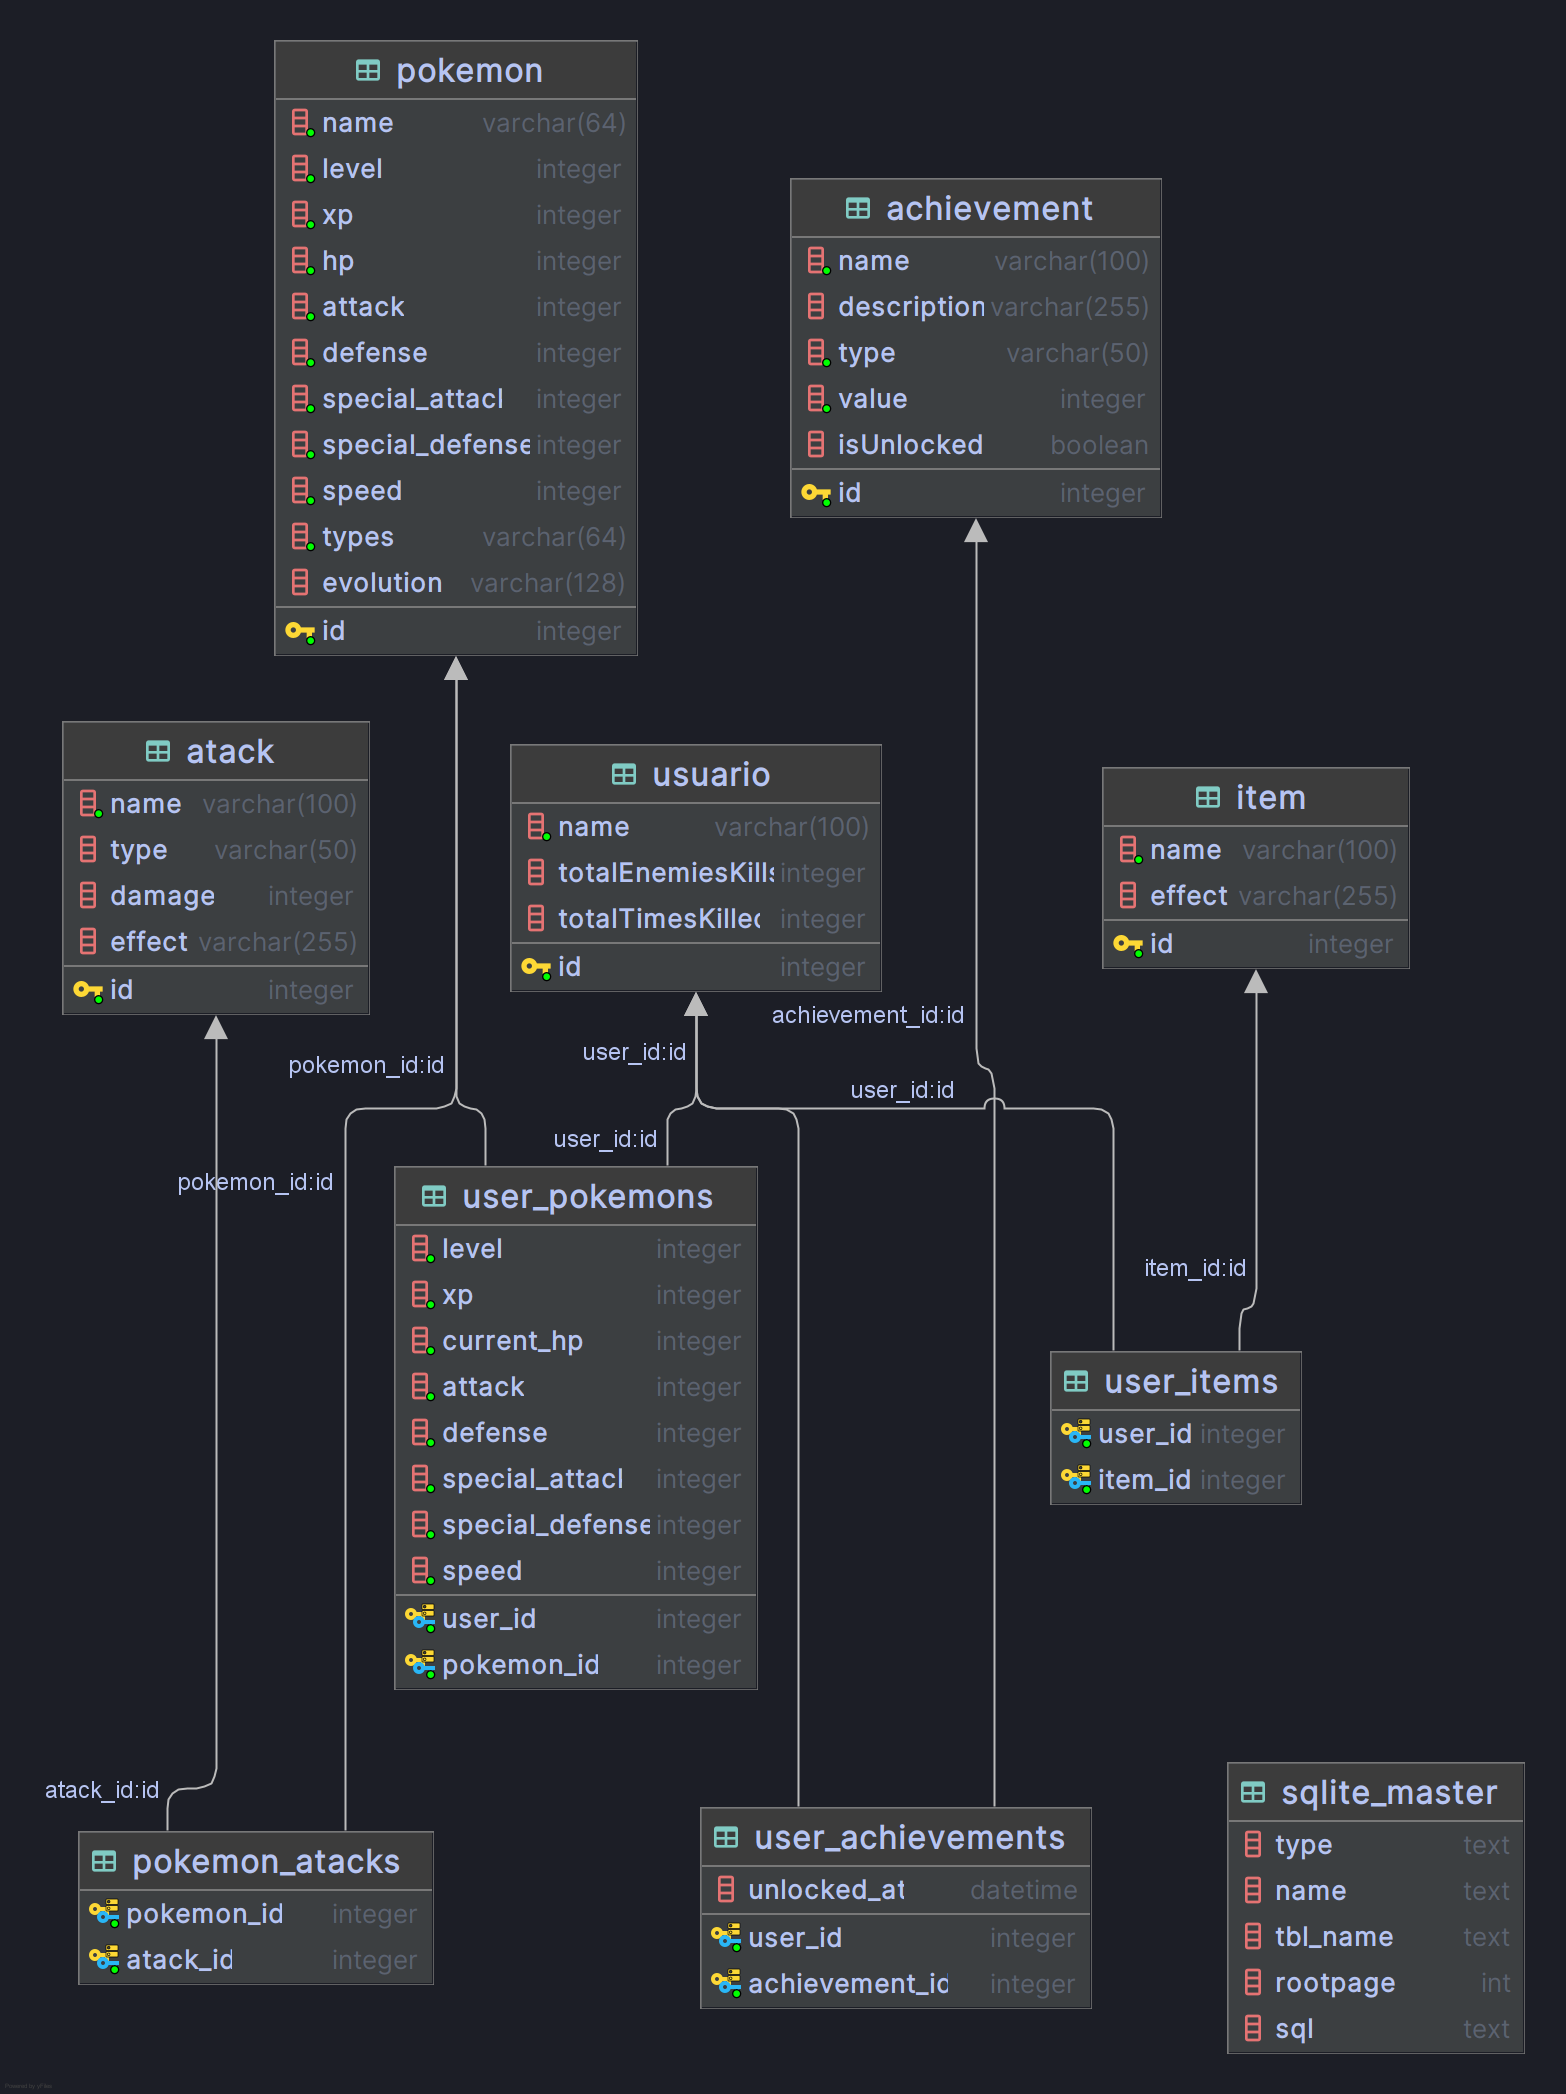 pokemon
name varchar(64)
level integer
xp integer
hp integer
attack integer
defense integer
special_attacl integer
special_defense integer
speed integer
types varchar(64)
evolution varchar(128)
id integer
achievement
name varchar(100)
description varchar(255)
type varchar(50)
value integer
isUnlocked boolean
id integer
atack
name varchar(100)
type varchar(50)
damage integer
effect varchar(255)
id integer
usuario
name varchar(100)
totalEnemiesKills integer
totalTimesKillec integer
id integer
item
name varchar(100)
effect varchar(255)
id integer
achievement_id:id
user_id:id
pokemon_id:id
user_id:id
user_id:id
pokemon_id:id
item_id:id
user_pokemons
level integer
xp integer
current_hp integer
attack integer
defense integer
special_attacl integer
special_defense integer
speed integer
user_id integer
pokemon_id integer
user_items
user_id integer
item_id integer
atack_id:id
pokemon_atacks
pokemon_id integer
atack_id integer
user_achievements
unlocked_at datetime
user_id integer
achievement_id integer
sqlite_master
type text
name text
tbl_name text
rootpage int
sql text
Powered by yFiles